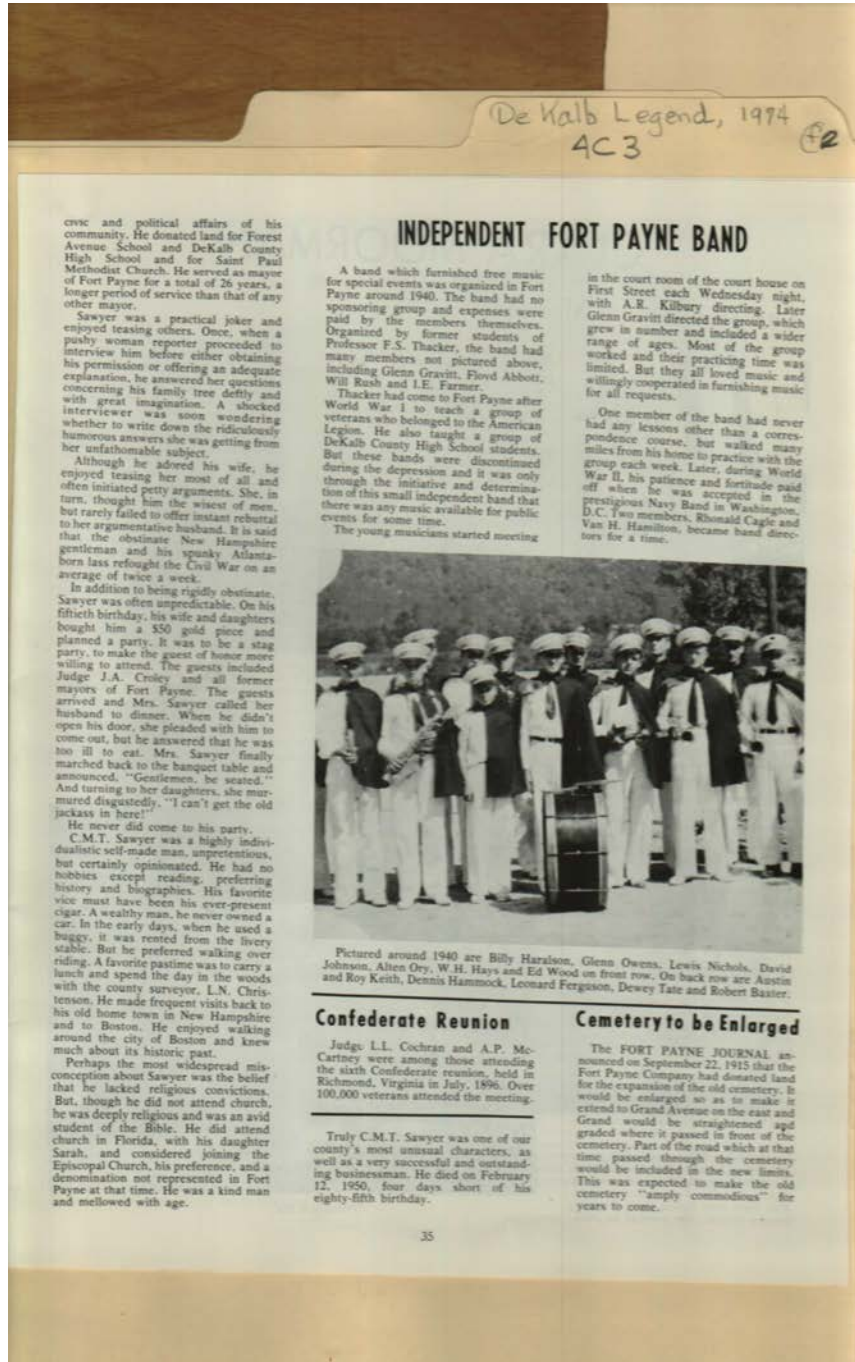 De Kalb Legend, 1974
4C3
f2
civic and political affairs of his
community. He donated land for Forest
Avenue School and DeKalb County
High School and for Saint Paul
Methodist Church. He served as mayor
of Fort Payne for a total of 26 years, a
longer period of service than that of any
other mayor.
Sawyer was a practical joker and
enjoyed teasing others. Once, when a
pushy woman reporter proceeded to
interview him before either obtaining
his permission or offering an adequate
explanation, he answered her questions
concerning his family tree deftly and
with great imagination. A shocked
interviewer was soon wondering
whether to write down the ridiculously
humorous answers she was getting from
her unfathomable subject.
Although he adored his wife, he
enjoyed teasing her most of all and
often initiated petty arguments. She, in
turn, thought him the wisest of men,
but rarely failed to offer instant rebuttal
to her argumentative husband. It is said
that the obstinate New Hampshire
gentleman and his spunky Atlanta-
born lass refought the Civil War on an
average of twice a week.
In addition to being rigidly obstinate,
Sawyer was often unpredictable. On his
fiftieth birthday, his wife and daughters
bought him a $50 gold piece and
planned a party. It was to be a stag
party, to make the guest of honor more
willing to attend. The guests included
Judge J.A. Croley and all former
mayors of Fort Payne. The guests
arrived and Mrs. Sawyer called her
husband to dinner. When he didn't
open his door, she pleaded with him to
come out, but he answered that he was
too ill to eat. Mrs. Sawyer finally
marched back to the banquet table and
announced, "Gentlemen, be seated."
And turning to her daughters, she mur-
mured disgustedly, "I can't get the old
jackass in here!"
He never did come to his party.
C.M.T. Sawyer was a highly indivi-
dualistic self-made man, unpretentious,
but certainly opinionated. He had no
hobbies except reading, preferring
history and biographies. His favorite
vice must have been his ever-present
cigar. A wealthy man, he never owned a
car. In the early days, when he used a
buggy, it was rented from the livery
stable. But he preferred walking over
riding. A favorite pastime was to carry a
lunch and spend the day in the woods
with the county surveyor, L.N. Chris-
tenson. He made frequent visits back to
his old home town in New Hampshire
and to Boston. He enjoyed walking
around the city of Boston and knew
much about its historic past.
Perhaps the most widespread mis-
conception about Sawyer was the belief
that he lacked religious convictions.
But, though he did not attend church,
he was deeply religious and was an avid
student of the Bible. He did attend
church in Florida, with his daughter
Sarah, and considered joining the
Episcopal Church, his preference, and a
denomination not represented in Fort
Payne at that time. He was a kind man
and mellowed with age.
INDEPENDENT FORT PAYNE BAND
A band which furnished free music
for special events was organized in Fort
Payne around 1940. The band had no
sponsoring group and expenses were
paid by the members themselves.
Organized by former students of
Professor F.S. Thacker, the band had
many members not pictured above,
including Glenn Gravitt, Floyd Abbott,
Will Rush and I.E. Farmer.
Thacker had come to Fort Payne after
World War I to teach a group of
veterans who belonged to the American
Legion. He also taught a group of
DeKalb County High School students.
But these bands were discontinued
during the depression and it was only
through the initiative and determina-
tion of this small independent band that
there was any music available for public
events for some time.
The young musicians started meeting
in the court room of the court house on
First Street each Wednesday night,
with A.R. Kilbury directing. Later
Glenn Gravitt directed the group, which
grew in number and included a wider
range of ages. Most of the group
worked and their practicing time was
limited. But they all loved music and
willingly cooperated in furnishing music
for all requests.
One member of the band had never
had any lessons other than a corres-
pondence course, but walked many
miles from his home to practice with the
group each week. Later, during World
War II, his patience and fortitude paid
off when he was accepted in the
prestigious Navy Band in Washington,
D.C. Two members, Rhonald Cagle and
Van H. Hamilton, became band direc-
tors for a time.
Pictured around 1940 are Billy Haralson, Glenn Owens, Lewis Nichols, David
Johnson, Alten Ory, W.H. Hays and Ed Wood on front row. On back row are Austin
and Roy Keith, Dennis Hammock, Leonard Ferguson, Dewey Tate and Robert Baxter.
Confederate Reunion
Judge L.L. Cochran and A.P. Mc-
Cartney were among those attending
the sixth Confederate reunion, held in
Richmond, Virginia in July, 1896. Over
100,000 veterans attended the meeting.
Truly C.M.T. Sawyer was one of our
county's most unusual characters, as
well as a very successful and outstand-
ing businessman. He died on February
12, 1950, four days short of his
eighty-fifth birthday.
Cemetery to be Enlarged
The FORT PAYNE JOURNAL an-
nounced on September 22, 1915 that the
Fort Payne Company had donated land
for the expansion of the old cemetery. It
would be enlarged so as to make it
extend to Grand Avenue on the east and
Grand would be straightened and
graded where it passed in front of the
cemetery. Part of the road which at that
time passed through the cemetery
would be included in the new limits.
This was expected to make the old
cemetery "amply commodious" for
years to come.
35